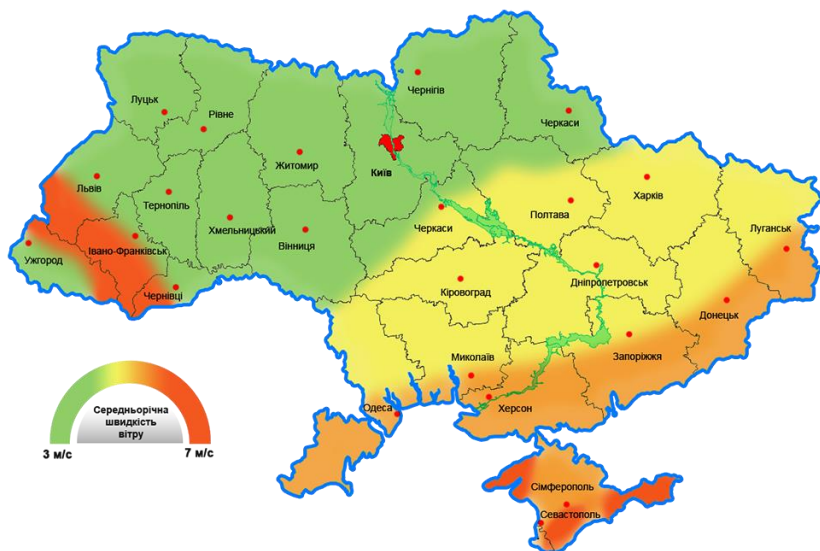 Чернігів
Луцьк
Рівне
Черкаси
Житомир
Київ
Львів
Харків
Тернопіль
Полтава
Черкаси
Хмельницький
Вінниця
Луганськ
Івано-Франківськ
Ужгород
Чернівці
Кіровоград
Дніпропетровськ
Донецьк
Миколаїв
Запоріжжя
Одеса
Херсон
Середньорічна
швидкість
вітру
3 м/с
7 м/с
Сімферополь
Севастополь